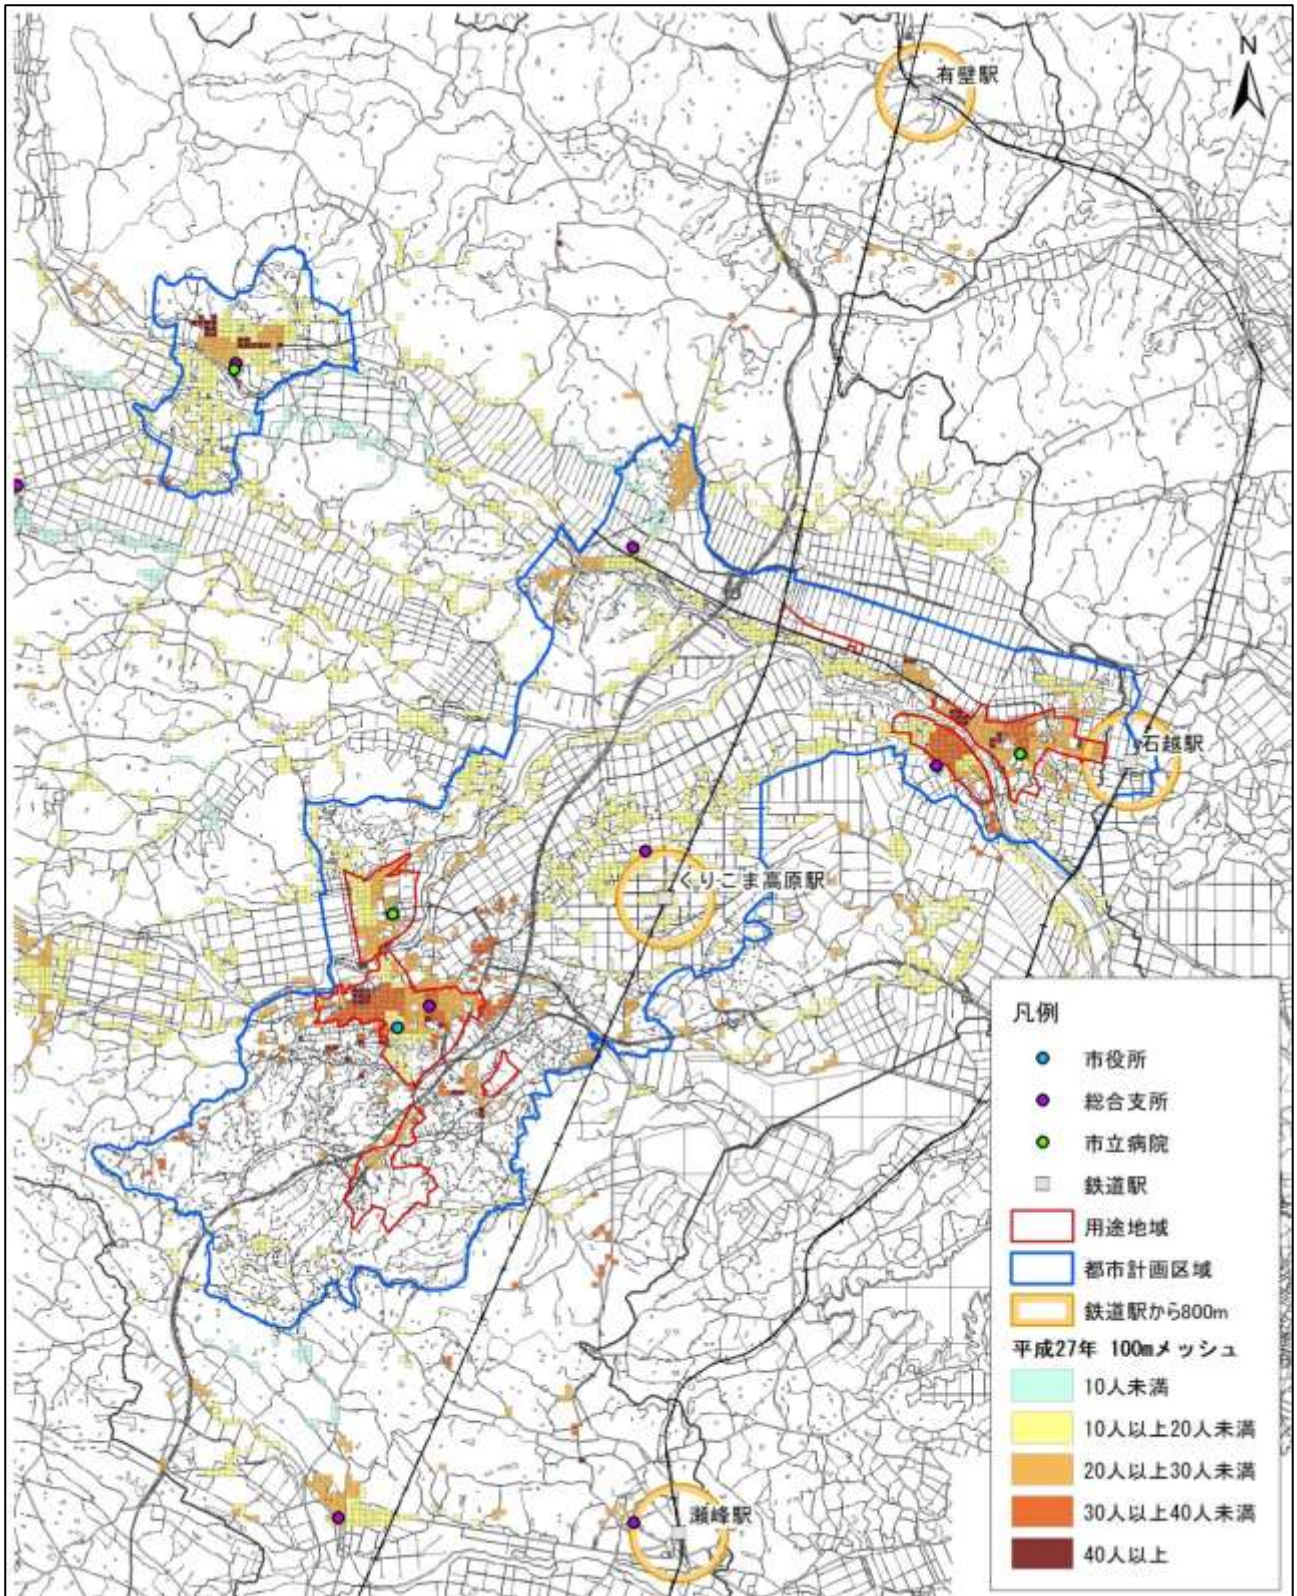 N
有壁駅
石越駅
くりこま高原駅
瀬峰駅
凡例
市役所
総合支所
市立病院
鉄道駅
用途地域
都市計画区域
鉄道駅から800m
平成27年 100mメッシュ
10人未満
10人以上20人未満
20人以上30人未満
30人以上40人未満
40人以上